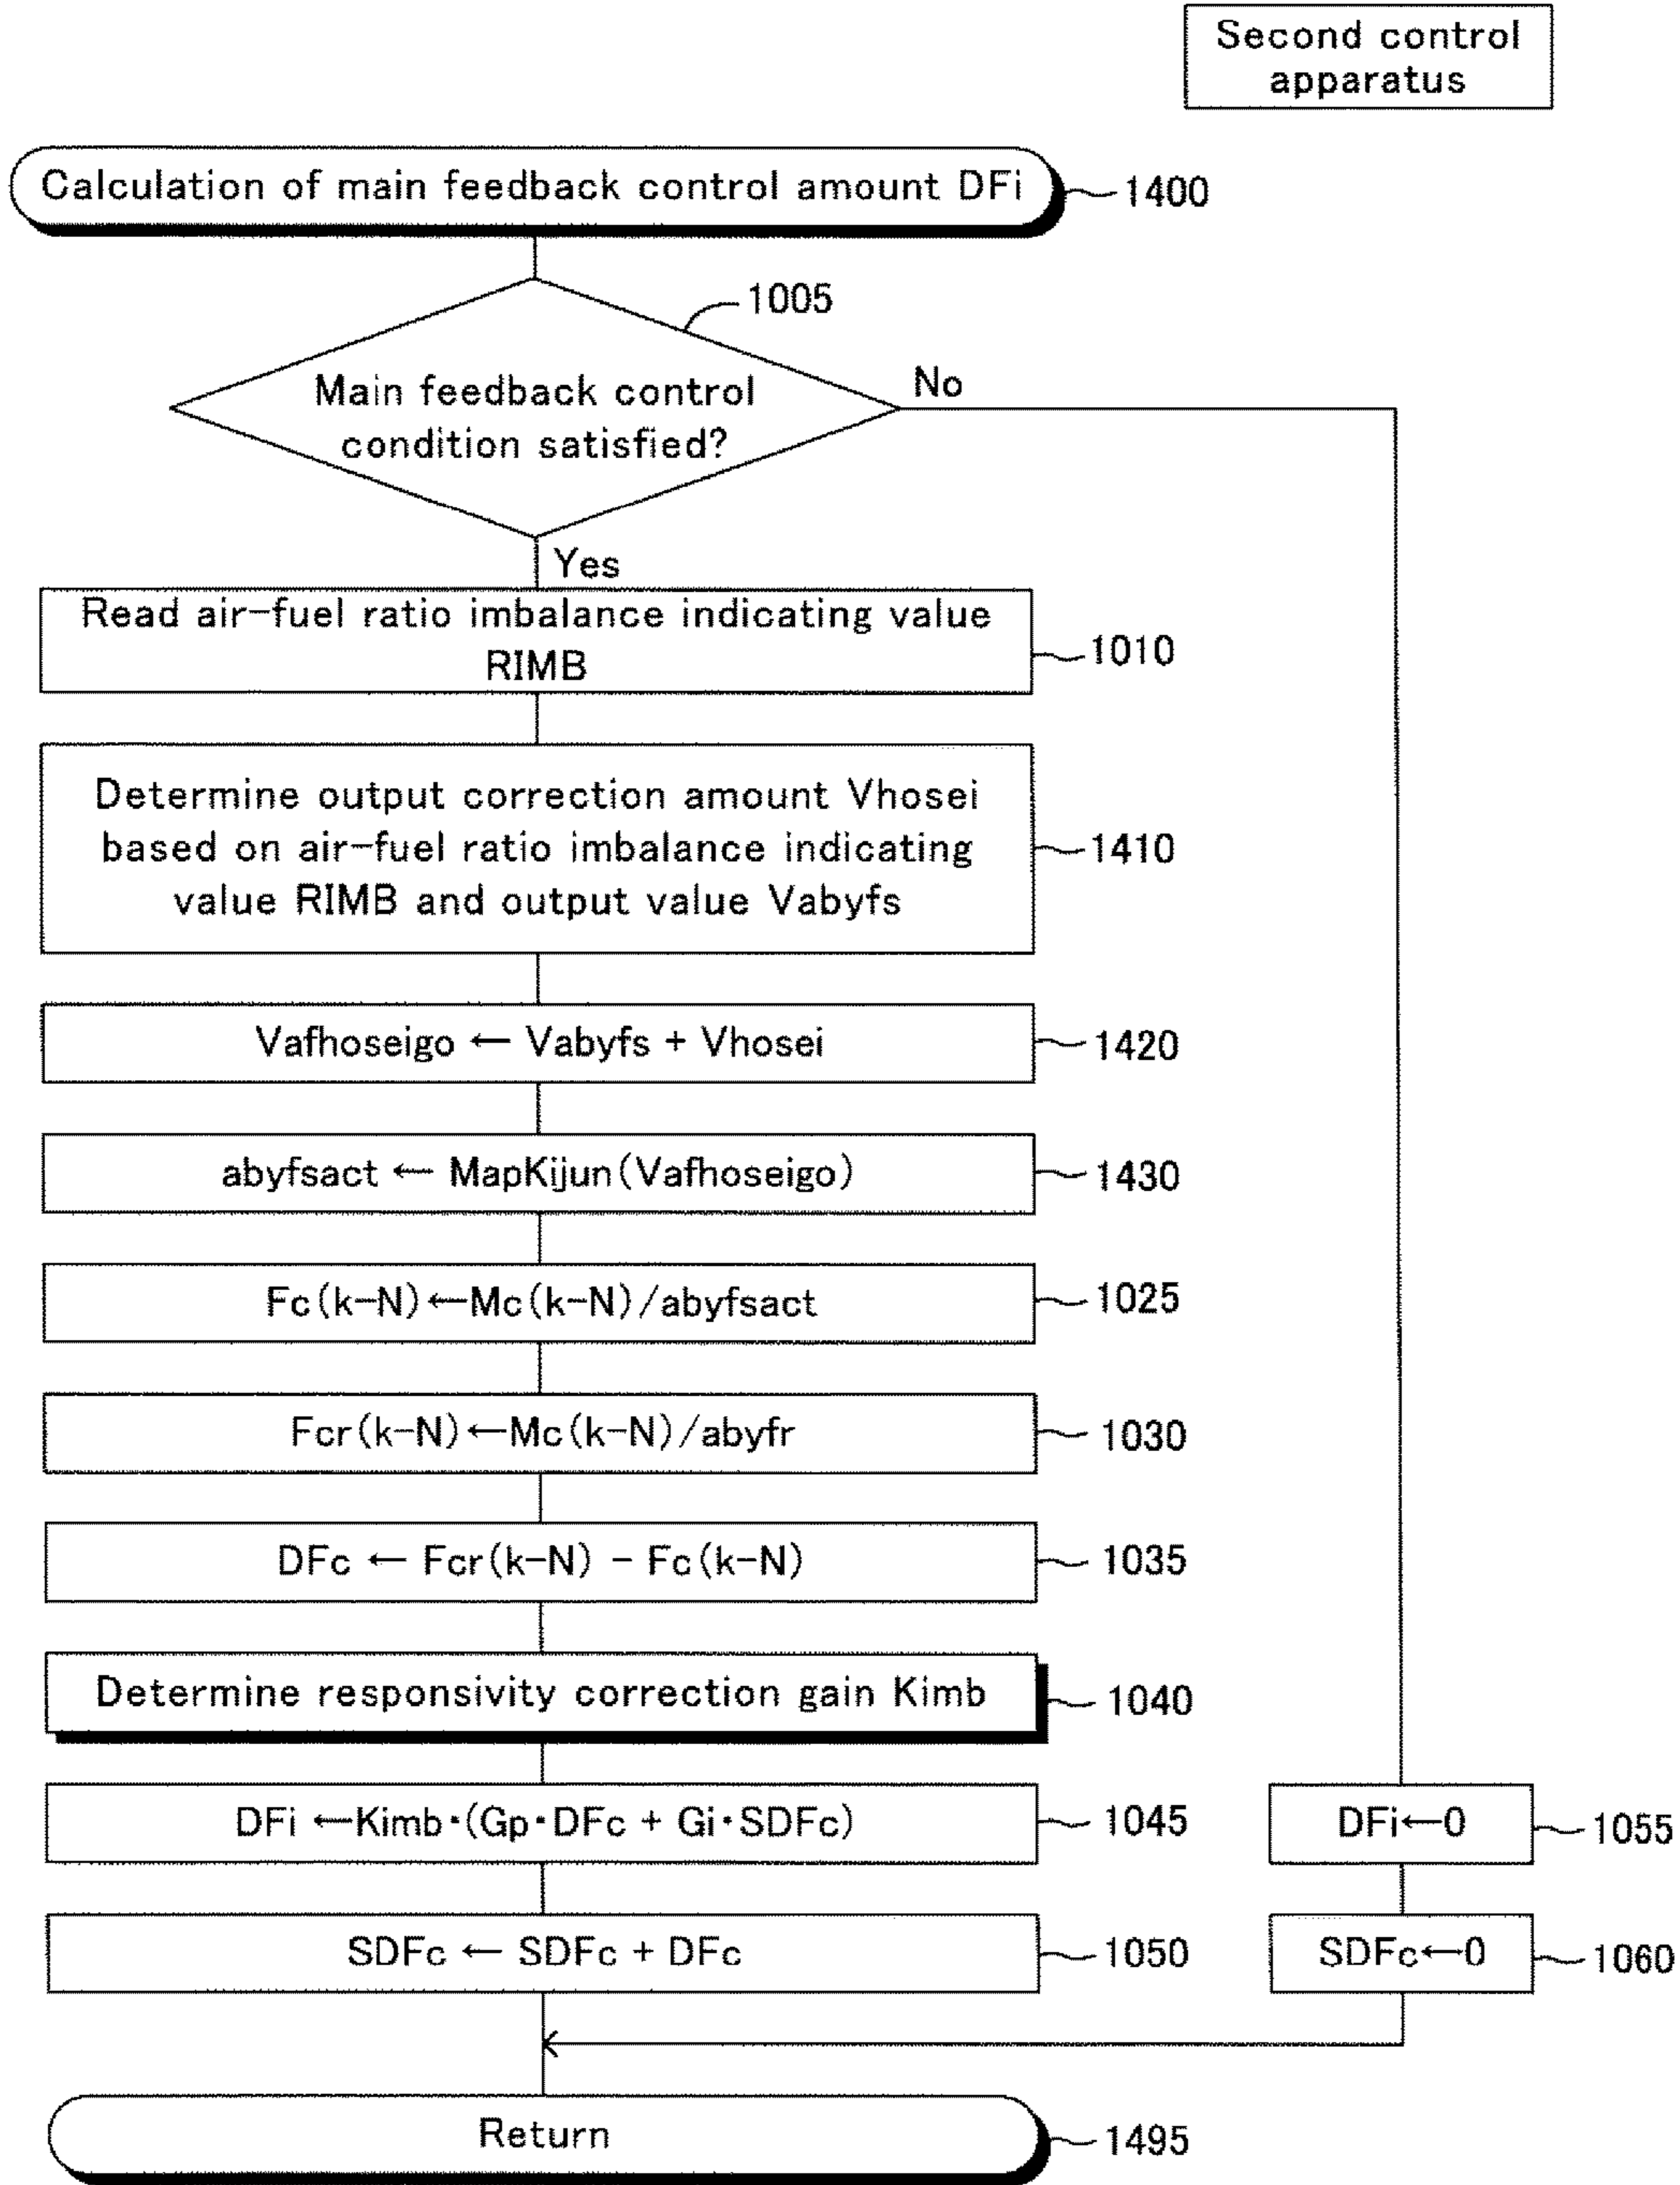 Second control
apparatus
Calculation of main feedback control amount DFi
1400
1005
Main feedback control
condition satisfied?
No
Yes
Read air-fuel ratio imbalance indicating value
RIMB
1010
Determine output correction amount Vhosei
based on air-fuel ratio imbalance indicating
value RIMB and output value Vabyfs
1410
Vafhoseigo ← Vabyfs + Vhosei
1420
abyfsact ← MapKijun(Vafhoseigo)
1430
Fc(k-N)←Mc(k-N)/abyfsact
1025
Fcr(k-N)←Mc(k-N)/abyfr
1030
DFc ← Fcr(k-N) - Fc(k-N)
1035
Determine responsivity correction gain Kimb
1040
DFi ←Kimb·(Gp·DFc + Gi·SDFc)
1045
DFi←0
1055
SDFc ← SDFc + DFc
1050
SDFc←0
1060
Return
1495